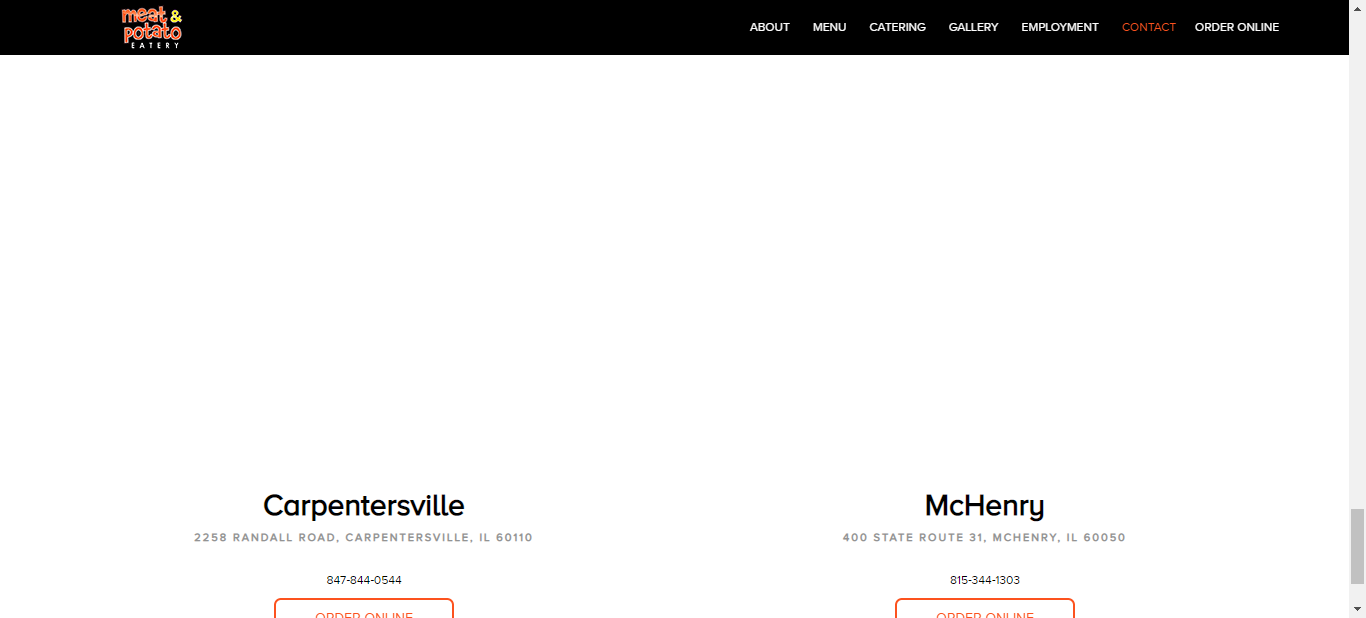 meat &
potato
EATERY
ABOUT MENU CATERING GALLERY EMPLOYMENT CONTACT ORDER ONLINE
Carpentersville
2258 RANDALL ROAD, CARPENTERSVILLE, IL 60110
847-844-0544
ORDER ONLINE
McHenry
400 STATE ROUTE 31, MCHENRY, IL 60050
815-344-1303
ORDER ONLINE